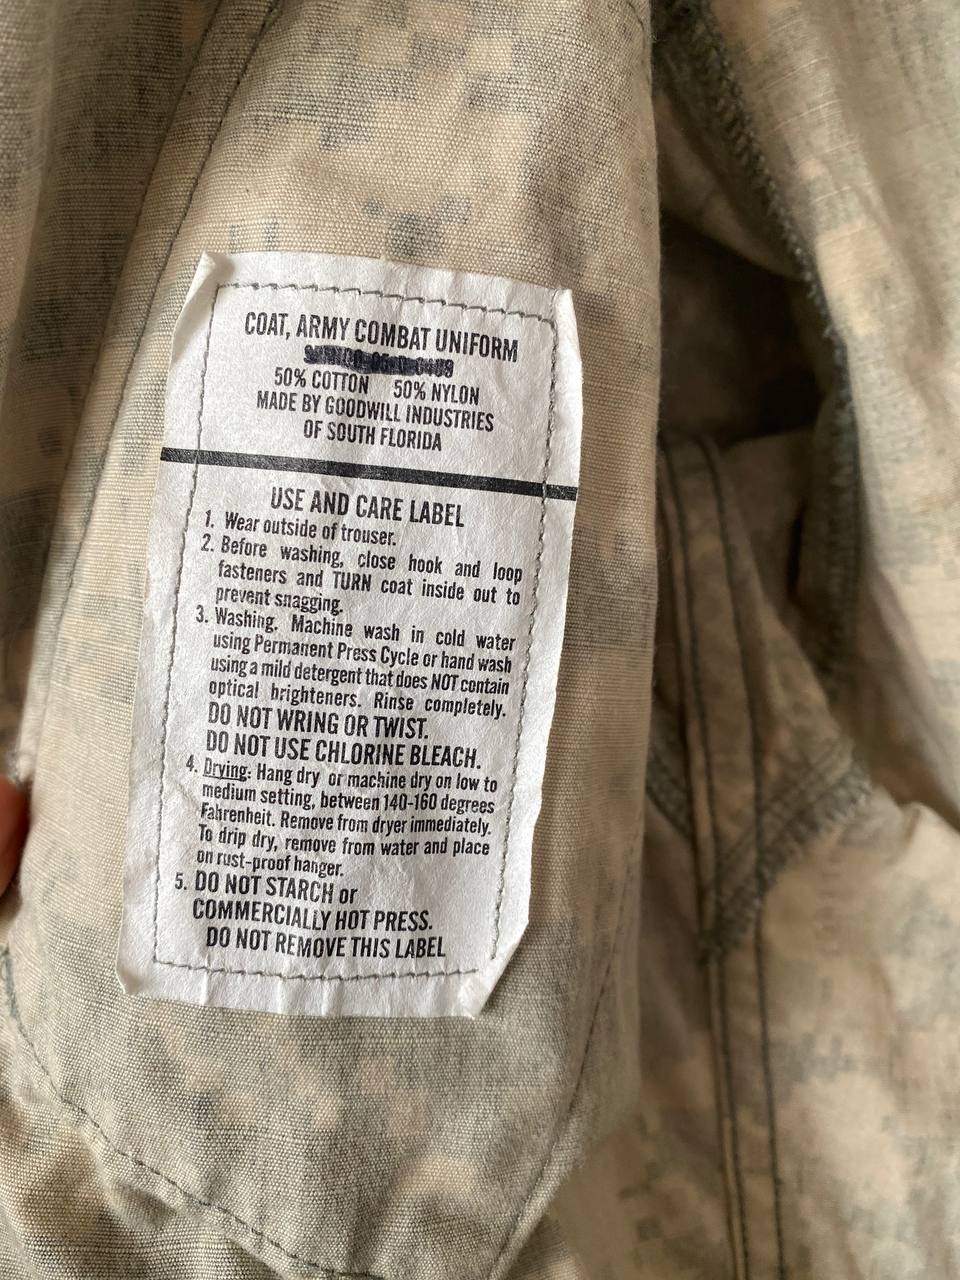 COAT, ARMY COMBAT UNIFORM
50% COTTON 50% NYLON
MADE BY GOODWILL INDUSTRIES
OF SOUTH FLORIDA
USE AND CARE LABEL
1. Wear outside of trouser.
2. Before washing, close hook and loop
fasteners and TURN coat inside out to
prevent snagging.
3. Washing. Machine wash in cold water
using Permanent Press Cycle or hand wash
using a mild detergent that does NOT contain
optical brighteners. Rinse completely.
DO NOT WRING OR TWIST.
DO NOT USE CHLORINE BLEACH.
4. Drying: Hang dry or machine dry on low to
medium setting, between 140-160 degrees
Fahrenheit. Remove from dryer immediately.
To drip dry, remove from water and place
on rust-proof hanger.
5. DO NOT STARCH or
COMMERCIALLY HOT PRESS.
DO NOT REMOVE THIS LABEL